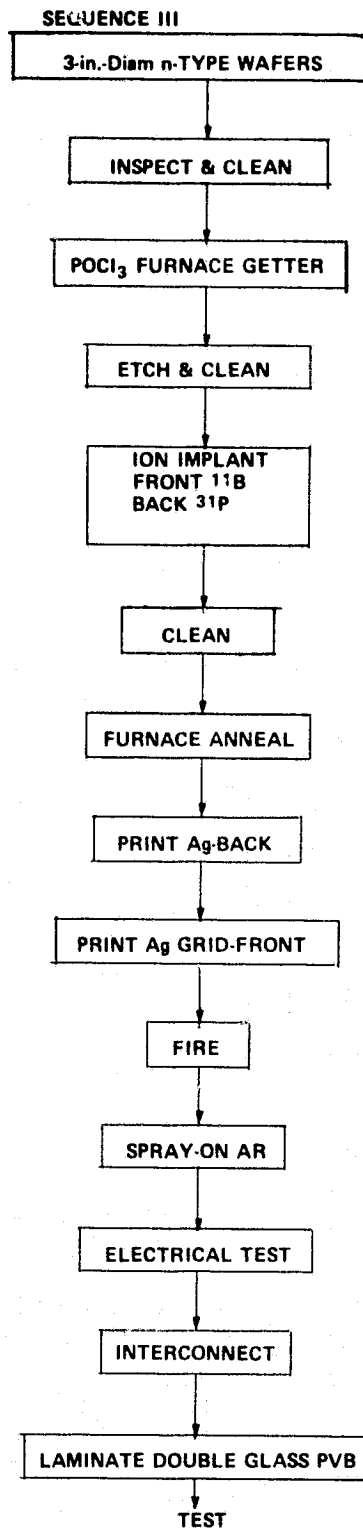 SEQUENCE III
3-in.-Diam n-TYPE WAFERS
INSPECT & CLEAN
POCl₃ FURNACE GETTER
ETCH & CLEAN
ION IMPLANT
FRONT ¹¹B
BACK ³¹P
CLEAN
FURNACE ANNEAL
PRINT Ag-BACK
PRINT Ag GRID-FRONT
FIRE
SPRAY-ON AR
ELECTRICAL TEST
INTERCONNECT
LAMINATE DOUBLE GLASS PVB
TEST